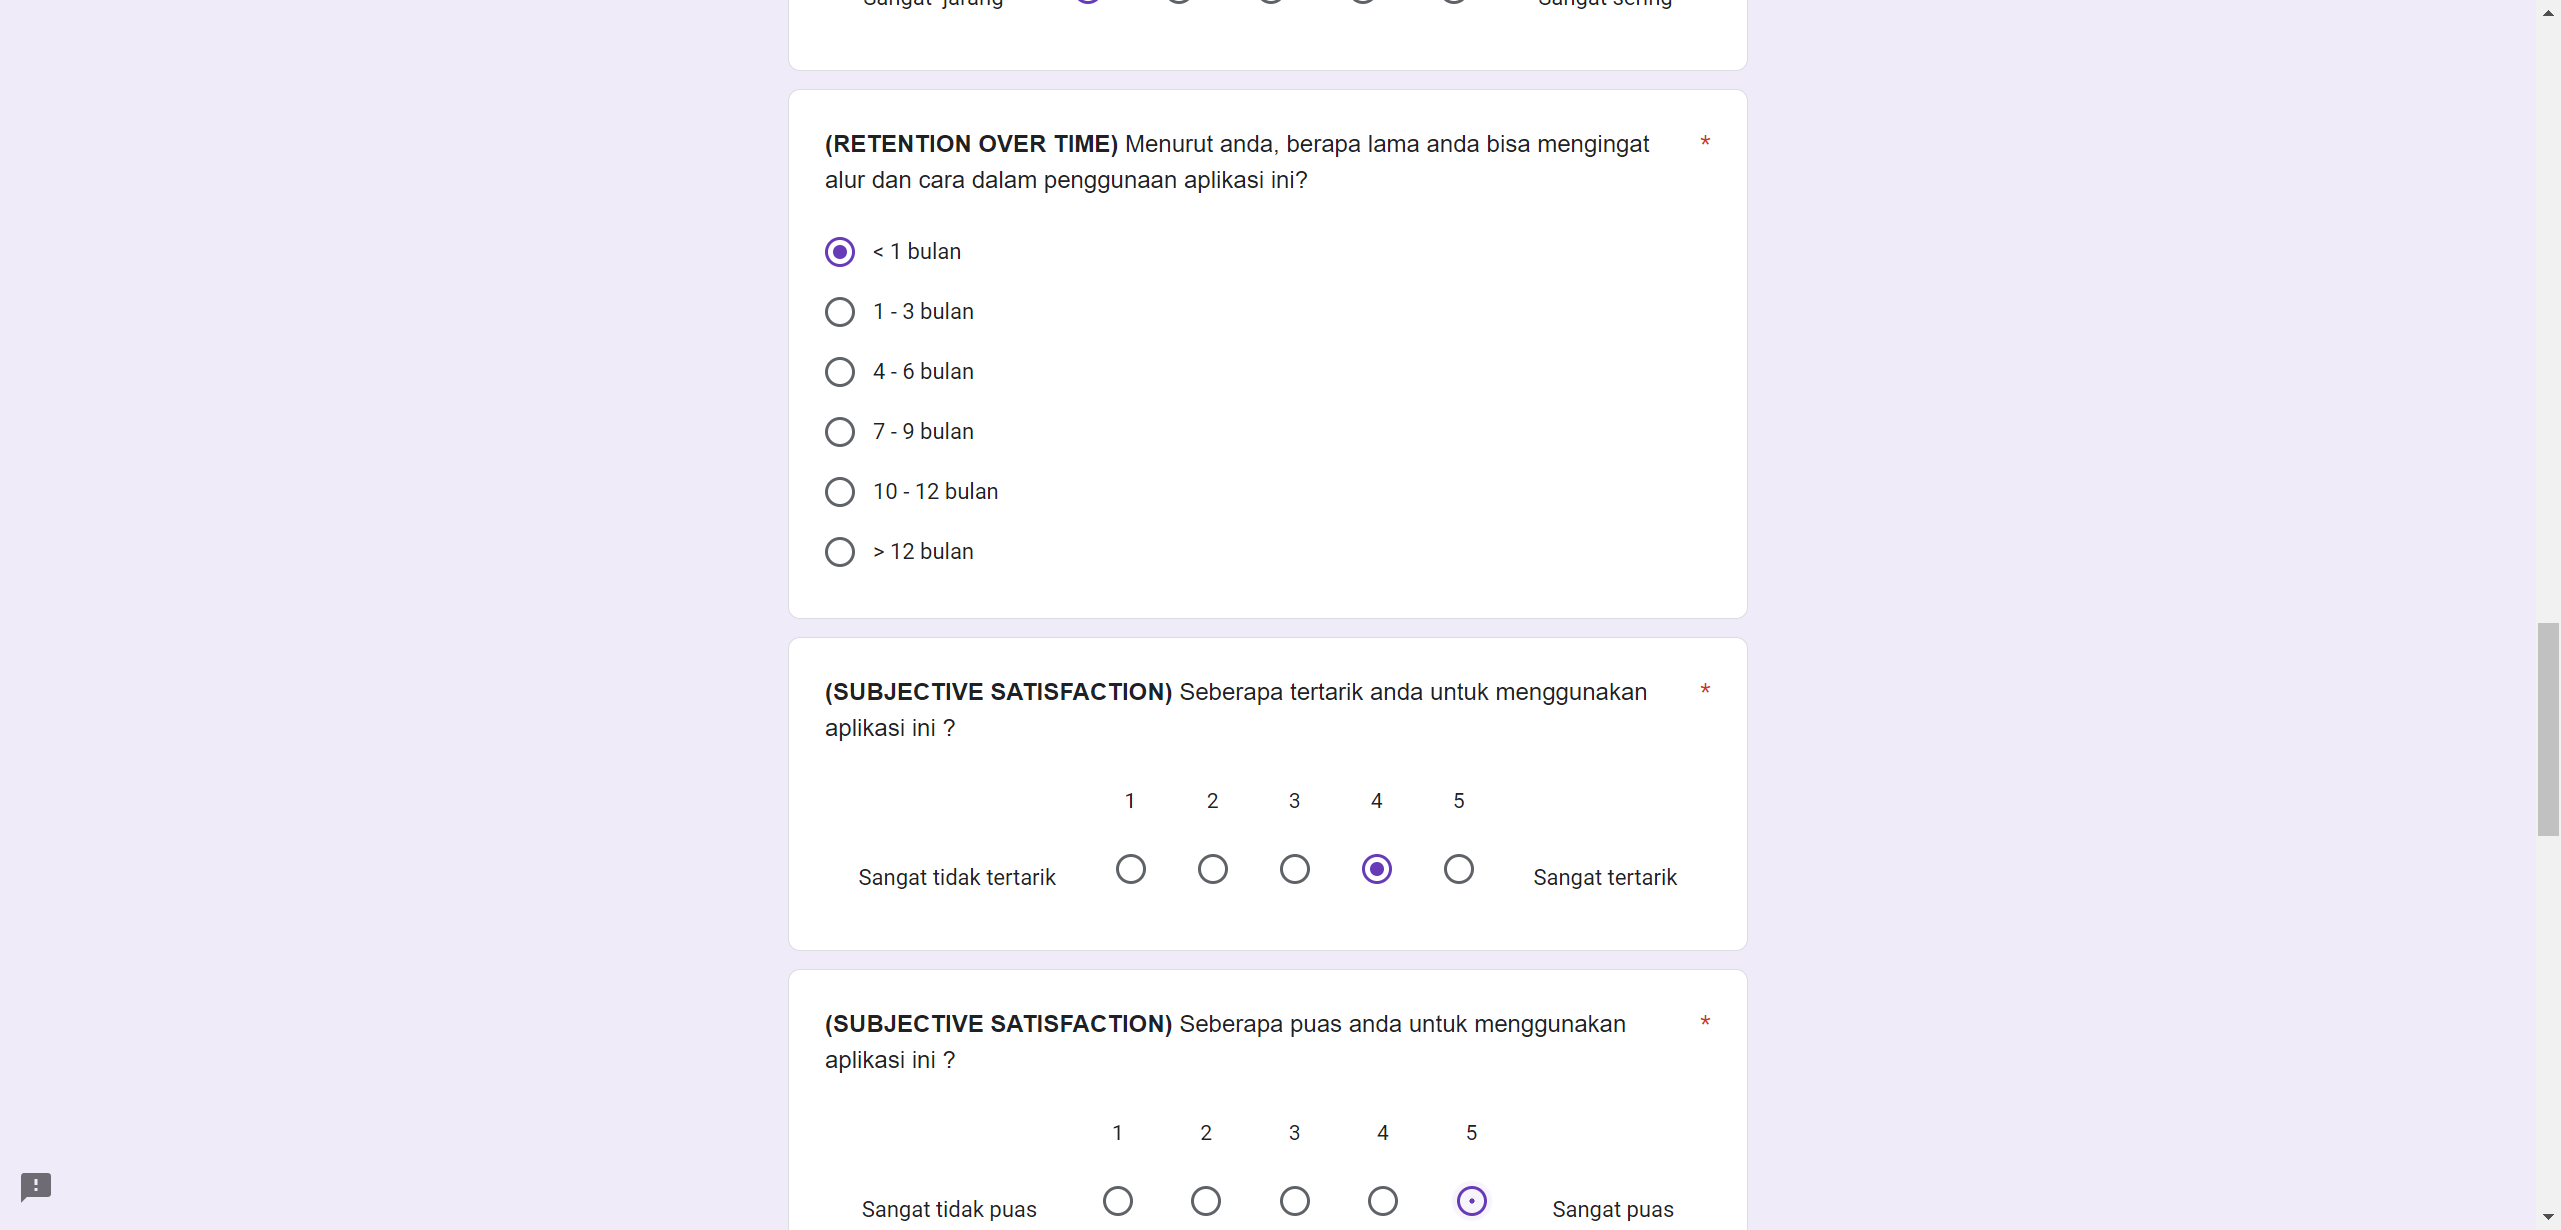 Sangat jarang Sangat sering
(RETENTION OVER TIME) Menurut anda, berapa lama anda bisa mengingat *
alur dan cara dalam penggunaan aplikasi ini?
< 1 bulan
1 - 3 bulan
4 - 6 bulan
7 - 9 bulan
10 - 12 bulan
> 12 bulan
(SUBJECTIVE SATISFACTION) Seberapa tertarik anda untuk menggunakan *
aplikasi ini ?
1 2 3 4 5
Sangat tidak tertarik Sangat tertarik
(SUBJECTIVE SATISFACTION) Seberapa puas anda untuk menggunakan *
aplikasi ini ?
1 2 3 4 5
Sangat tidak puas Sangat puas